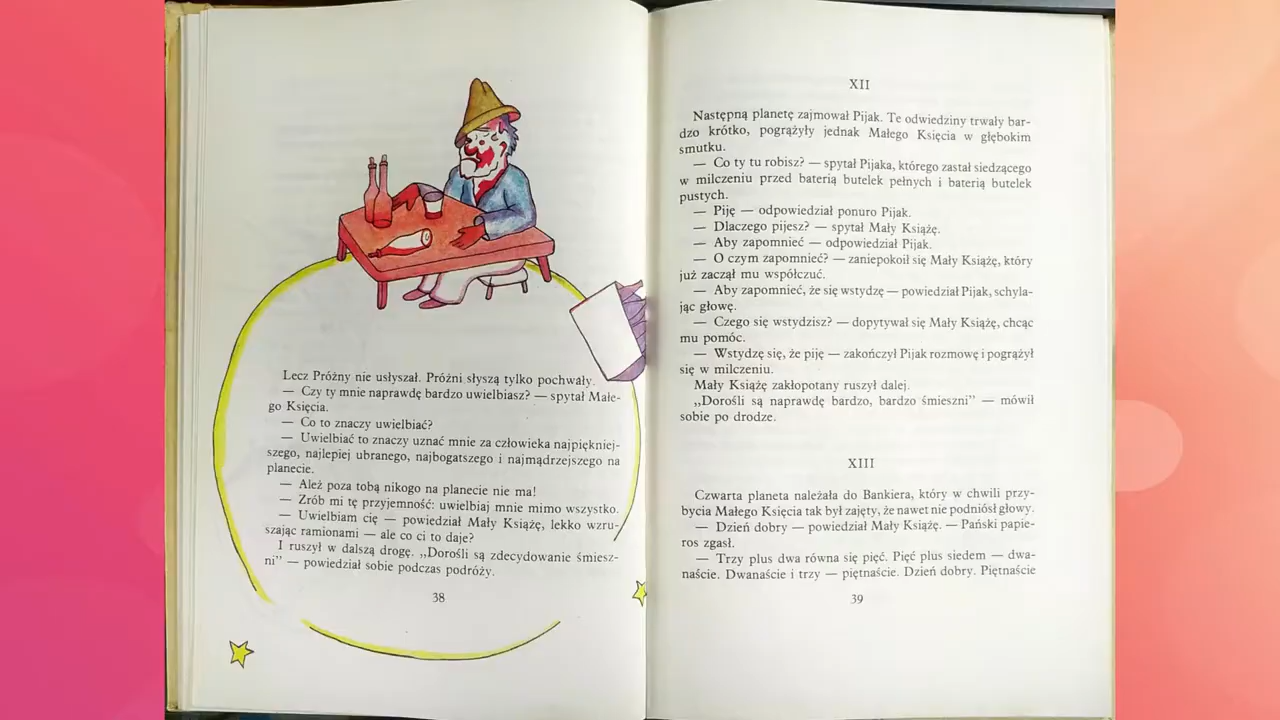 Lecz Próżny nie usłyszał. Próżni słyszą tylko pochwały.
— Czy ty mnie naprawdę bardzo uwielbiasz? — spytał Małe-
go Księcia.
— Co to znaczy uwielbiać?
— Uwielbiać to znaczy uznać mnie za człowieka najpiękniej-
szego, najlepiej ubranego, najbogatszego i najmądrzejszego na
planecie.
— Ależ poza tobą nikogo na planecie nie ma!
— Zrób mi tę przyjemność: uwielbiaj mnie mimo wszystko.
— Uwielbiam cię — powiedział Mały Książę, lekko wzru-
szając ramionami — ale co ci to daje?
I ruszył w dalszą drogę. „Dorośli są zdecydowanie śmiesz-
ni” — powiedział sobie podczas podróży.
38
XII
Następną planetę zajmował Pijak. Te odwiedziny trwały bar-
dzo krótko, pogrążyły jednak Małego Księcia w głębokim
smutku.
— Co ty tu robisz? — spytał Pijaka, którego zastał siedzącego
w milczeniu przed baterią butelek pełnych i baterią butelek
pustych.
— Piję — odpowiedział ponuro Pijak.
— Dlaczego pijesz? — spytał Mały Książę.
— Aby zapomnieć — odpowiedział Pijak.
— O czym zapomnieć? — zaniepokoił się Mały Książę, który
już zaczął mu współczuć.
— Aby zapomnieć, że się wstydzę — powiedział Pijak, schyla-
jąc głowę.
— Czego się wstydzisz? — dopytywał się Mały Książę, chcąc
mu pomóc.
— Wstydzę się, że piję — zakończył Pijak rozmowę i pogrążył
się w milczeniu.
Mały Książę zakłopotany ruszył dalej.
„Dorośli są naprawdę bardzo, bardzo śmieszni” — mówił
sobie po drodze.
XIII
Czwarta planeta należała do Bankiera, który w chwili przy-
bycia Małego Księcia tak był zajęty, że nawet nie podniósł głowy.
— Dzień dobry — powiedział Mały Książę. — Pański papie-
ros zgasł.
— Trzy plus dwa równa się pięć. Pięć plus siedem — dwa-
naście. Dwanaście i trzy — piętnaście. Dzień dobry. Piętnaście
39